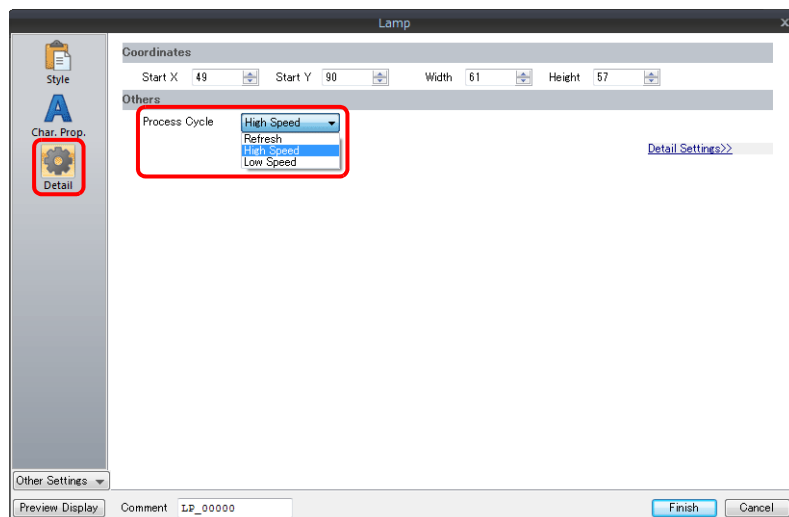 Lamp
Style
Char. Prop.
Detail
Coordinates
Start X 49 Start Y 90 Width 61 Height 57
Others
Process Cycle High Speed
Refresh
High Speed
Low Speed
Detail Settings>>
Other Settings
Preview Display Comment LP_00000 Finish Cancel